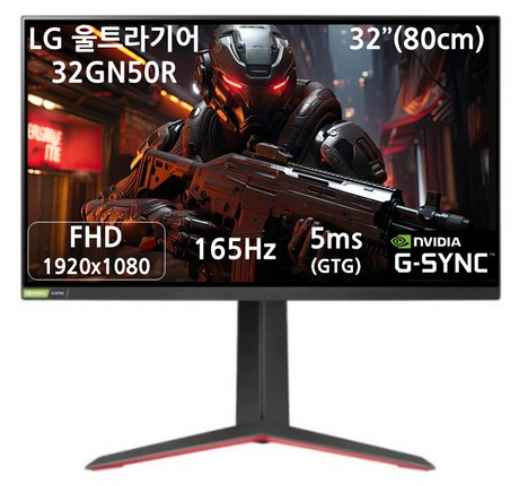 LG 울트라기어
32GN50R
32”(80cm)
FHD
1920x1080
165Hz
5ms
(GTG)
NVIDIA
G-SYNC